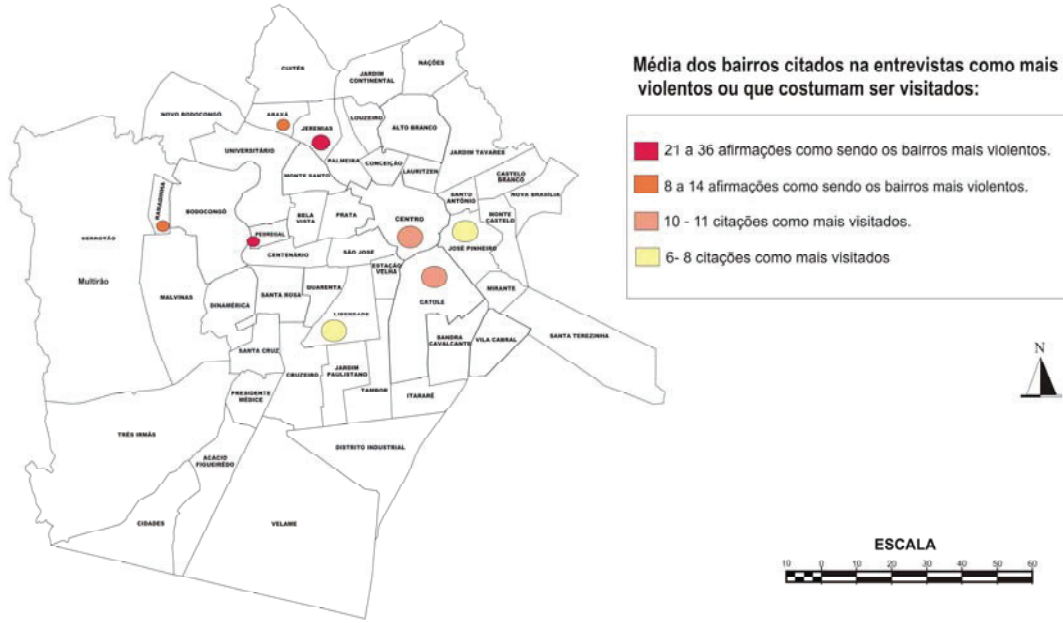 CUITÉS
JARDIM
CONTINENTAL
NAÇÕES
NOVO BODOCONGÓ
ARAXÁ
JEREMIAS
LOUZEIRO
ALTO BRANCO
UNIVERSITÁRIO
PALMEIRA
CONCEIÇÃO
JARDIM TAVARES
MONTE SANTO
LAURITZEN
CASTELO
BRANCO
SANTO
ANTÔNIO
NOVA BRASÍLIA
BODOCONGÓ
BELA
VISTA
PRATA
CENTRO
MONTE
CASTELO
PEDREGAL
JOSÉ PINHEIRO
CENTENÁRIO
SÃO JOSÉ
ESTAÇÃO
VELHA
Multirão
MALVINAS
DINAMÉRICA
SANTA ROSA
QUARENTA
CATOLÉ
MIRANTE
LIBERDADE
SANTA CRUZ
CRUZEIRO
JARDIM
PAULISTANO
SANDRA
CAVALCANTE
VILA CABRAL
SANTA TEREZINHA
PRESIDENTE
MÉDICE
TAMBOR
ITARARÉ
TRÊS IRMÃS
ACÁCIO
FIGUEIRÊDO
DISTRITO INDUSTRIAL
CIDADES
VELAME
Média dos bairros citados na entrevistas como mais
violentos ou que costumam ser visitados:
21 a 36 afirmações como sendo os bairros mais violentos.
8 a 14 afirmações como sendo os bairros mais violentos.
10 - 11 citações como mais visitados.
6- 8 citações como mais visitados
N
ESCALA
10 0 10 20 30 40 50 60